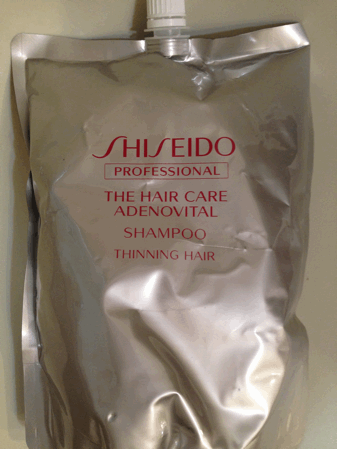 SHISEIDO
PROFESSIONAL
THE HAIR CARE
ADENOVITAL
SHAMPOO
THINNING HAIR